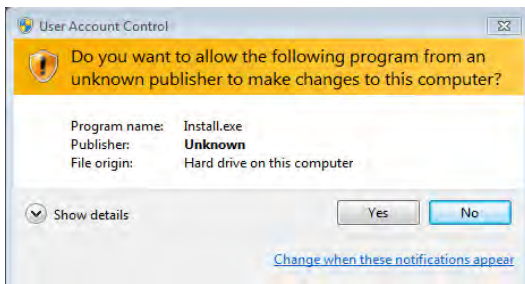 User Account Control
Do you want to allow the following program from an
unknown publisher to make changes to this computer?
Program name: Install.exe
Publisher: Unknown
File origin: Hard drive on this computer
Show details
Yes No
Change when these notifications appear